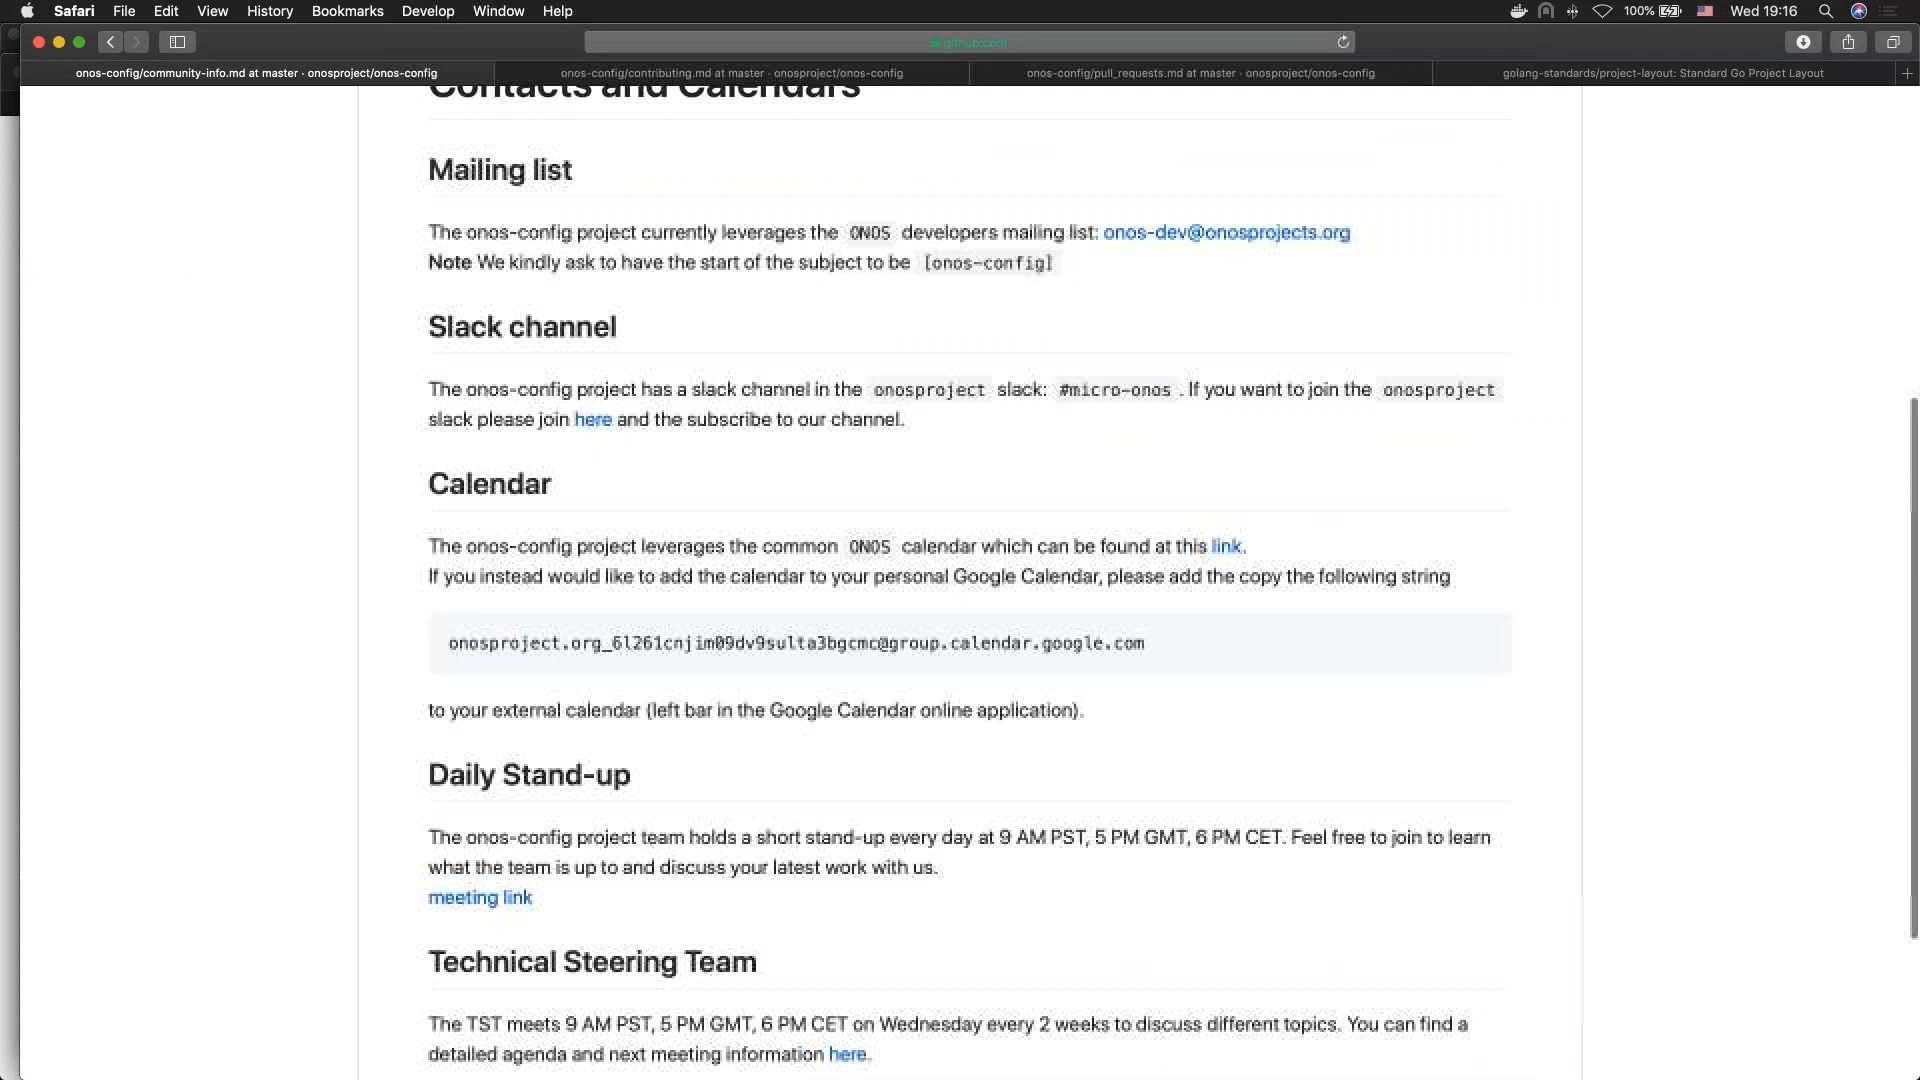 Safari File Edit View History Bookmarks Develop Window Help 100% Wed 19:16
github.com
onos-config/community-info.md at master · onosproject/onos-config onos-config/contributing.md at master · onosproject/onos-config onos-config/pull_requests.md at master · onosproject/onos-config golang-standards/project-layout: Standard Go Project Layout
Contacts and Calendars
Mailing list
The onos-config project currently leverages the ONOS developers mailing list: onos-dev@onosprojects.org
Note We kindly ask to have the start of the subject to be [onos-config]
Slack channel
The onos-config project has a slack channel in the onosproject slack: #micro-onos . If you want to join the onosproject
slack please join here and the subscribe to our channel.
Calendar
The onos-config project leverages the common ONOS calendar which can be found at this link.
If you instead would like to add the calendar to your personal Google Calendar, please add the copy the following string
onosproject.org_6l261cnjim09dv9sulta3bgcmc@group.calendar.google.com
to your external calendar (left bar in the Google Calendar online application).
Daily Stand-up
The onos-config project team holds a short stand-up every day at 9 AM PST, 5 PM GMT, 6 PM CET. Feel free to join to learn
what the team is up to and discuss your latest work with us.
meeting link
Technical Steering Team
The TST meets 9 AM PST, 5 PM GMT, 6 PM CET on Wednesday every 2 weeks to discuss different topics. You can find a
detailed agenda and next meeting information here.